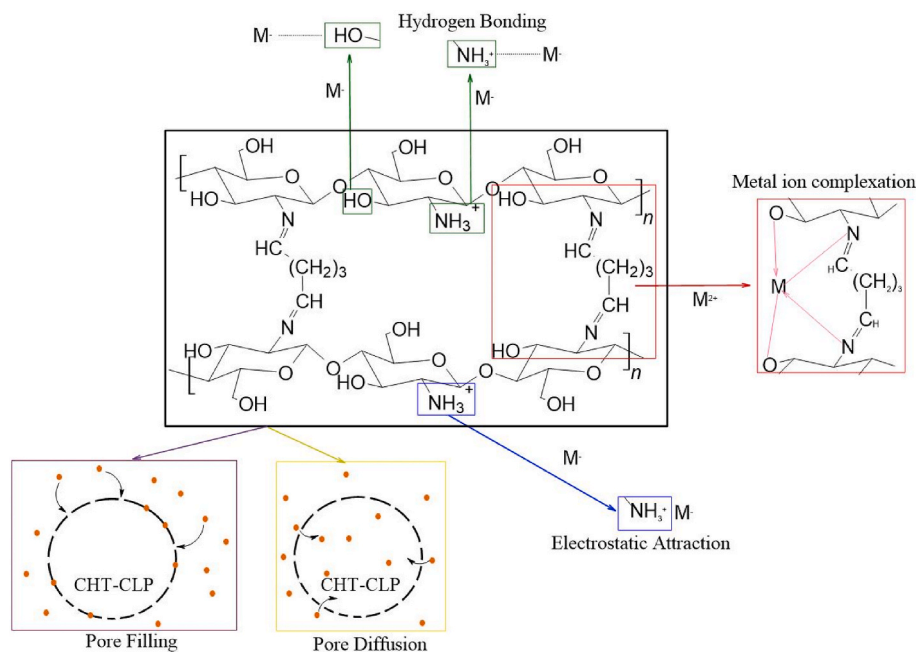 Hydrogen Bonding
M- HO
NH₃⁺ M-
M- M-
OH OH OH
[ O O O O O ]n
HO HO HO
N NH₃⁺ N
HC HC
(CH₂)₃ (CH₂)₃
CH CH
N OH N
HO O O HO O ]n
[ O HO O O
OH NH₃⁺ OH
Metal ion complexation
O
N
HC
M (CH₂)₃
CH
N
O
M²⁺
M-
NH₃⁺ M-
Electrostatic Attraction
CHT-CLP
Pore Filling
CHT-CLP
Pore Diffusion